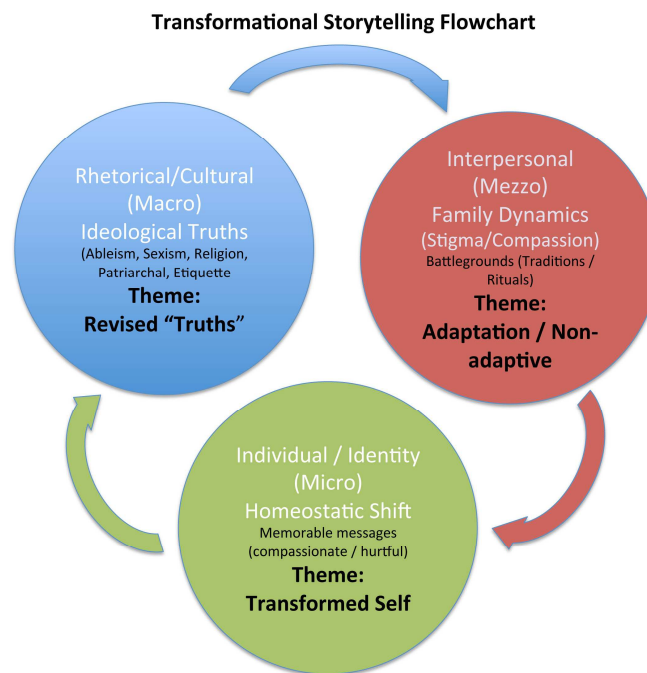 Transformational Storytelling Flowchart
Rhetorical/Cultural
(Macro)
Ideological Truths
(Ableism, Sexism, Religion,
Patriarchal, Etiquette
Theme:
Revised “Truths”
Interpersonal
(Mezzo)
Family Dynamics
(Stigma/Compassion)
Battlegrounds (Traditions /
Rituals)
Theme:
Adaptation / Non-
adaptive
Individual / Identity
(Micro)
Homeostatic Shift
Memorable messages
(compassionate / hurtful)
Theme:
Transformed Self